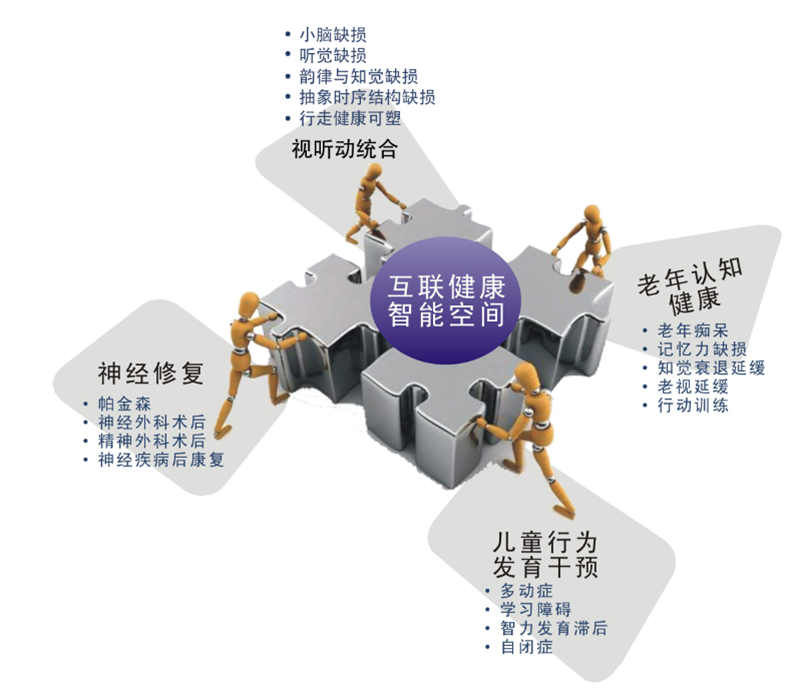 • 小脑缺损
• 听觉缺损
• 韵律与知觉缺损
• 抽象时序结构缺损
• 行走健康可塑
视听动统合
互联健康
智能空间
老年认知
健康
• 老年痴呆
• 记忆力缺损
• 知觉衰退延缓
• 老视延缓
• 行动训练
神经修复
• 帕金森
• 神经外科术后
• 精神外科术后
• 神经疾病后康复
儿童行为
发育干预
• 多动症
• 学习障碍
• 智力发育滞后
• 自闭症